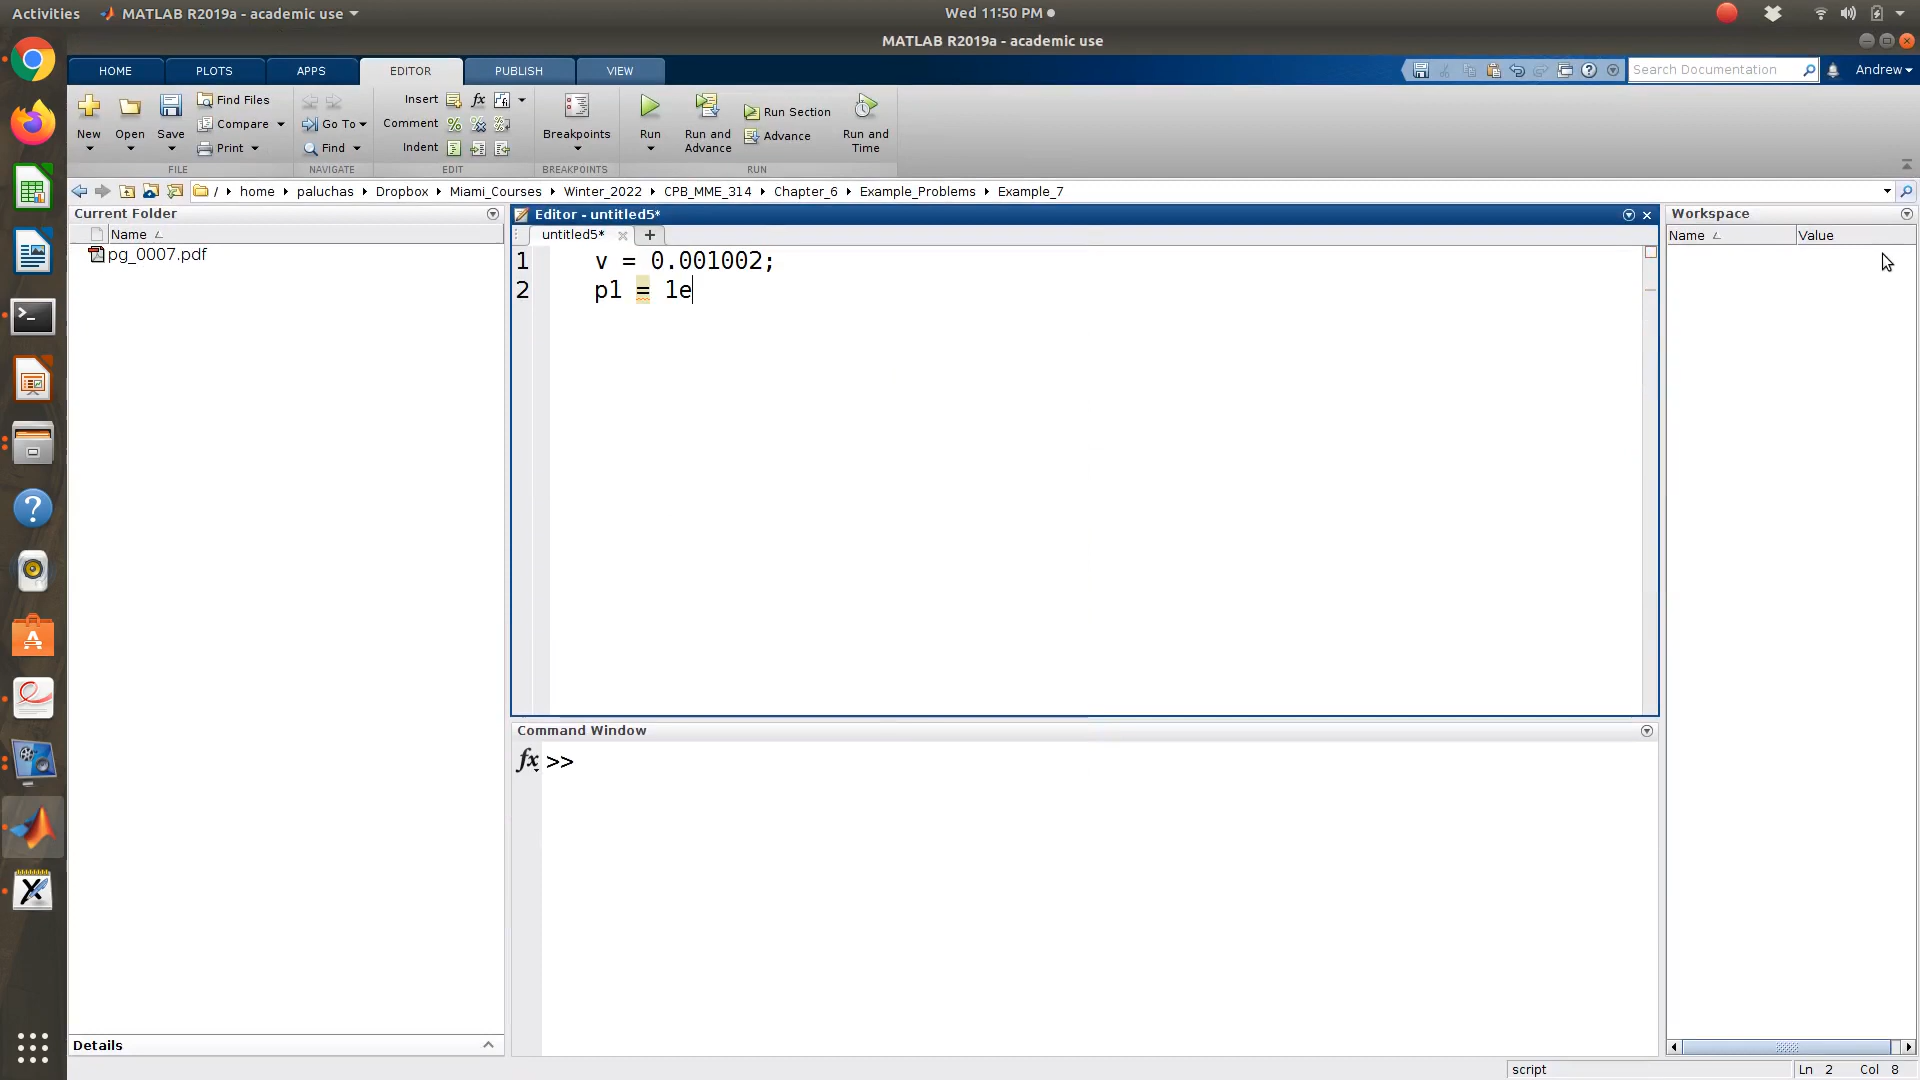 Activities MATLAB R2019a - academic use Wed 11:50 PM
MATLAB R2019a - academic use
HOME PLOTS APPS EDITOR PUBLISH VIEW Search Documentation Andrew
New Open Save Find Files Compare Print
FILE
Go To Find
NAVIGATE
Insert fx
Comment
Indent
EDIT
Breakpoints
BREAKPOINTS
Run Run and Advance Run Section Advance Run and Time
RUN
/ home paluchas Dropbox Miami_Courses Winter_2022 CPB_MME_314 Chapter_6 Example_Problems Example_7
Current Folder
Name
pg_0007.pdf
Details
Editor - untitled5*
untitled5*
1 v = 0.001002;
2 p1 = 1e
Command Window
fx >>
Workspace
Name Value
script Ln 2 Col 8